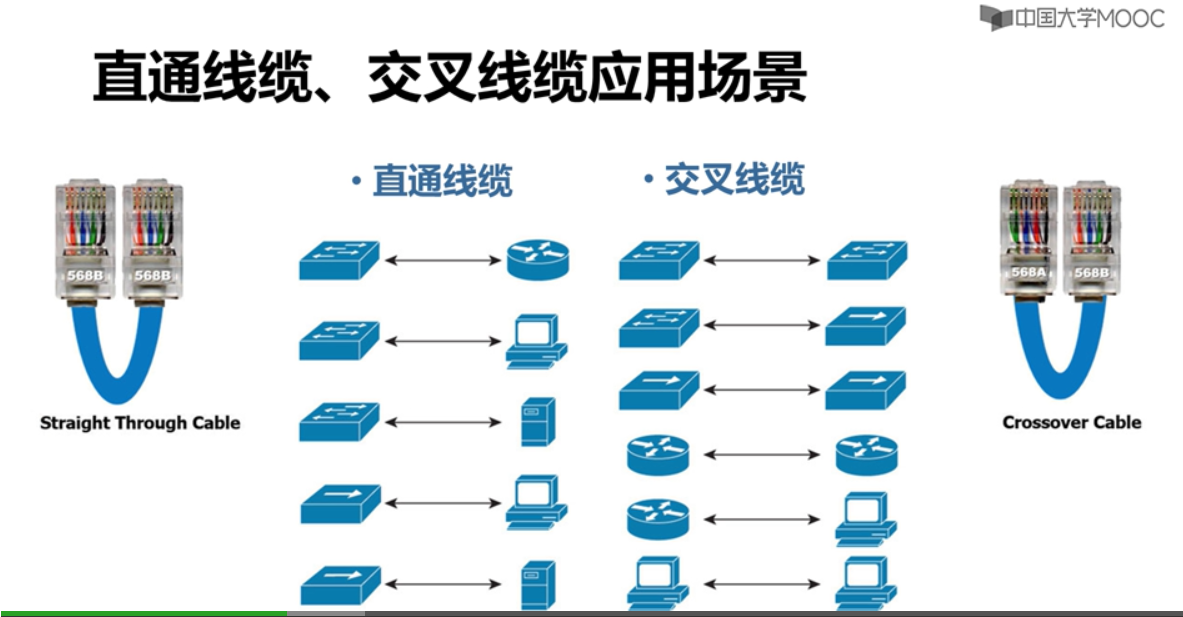 中国大学MOOC
直通线缆、交叉线缆应用场景
• 直通线缆
• 交叉线缆
568B 568B
568A 568B
Straight Through Cable
Crossover Cable